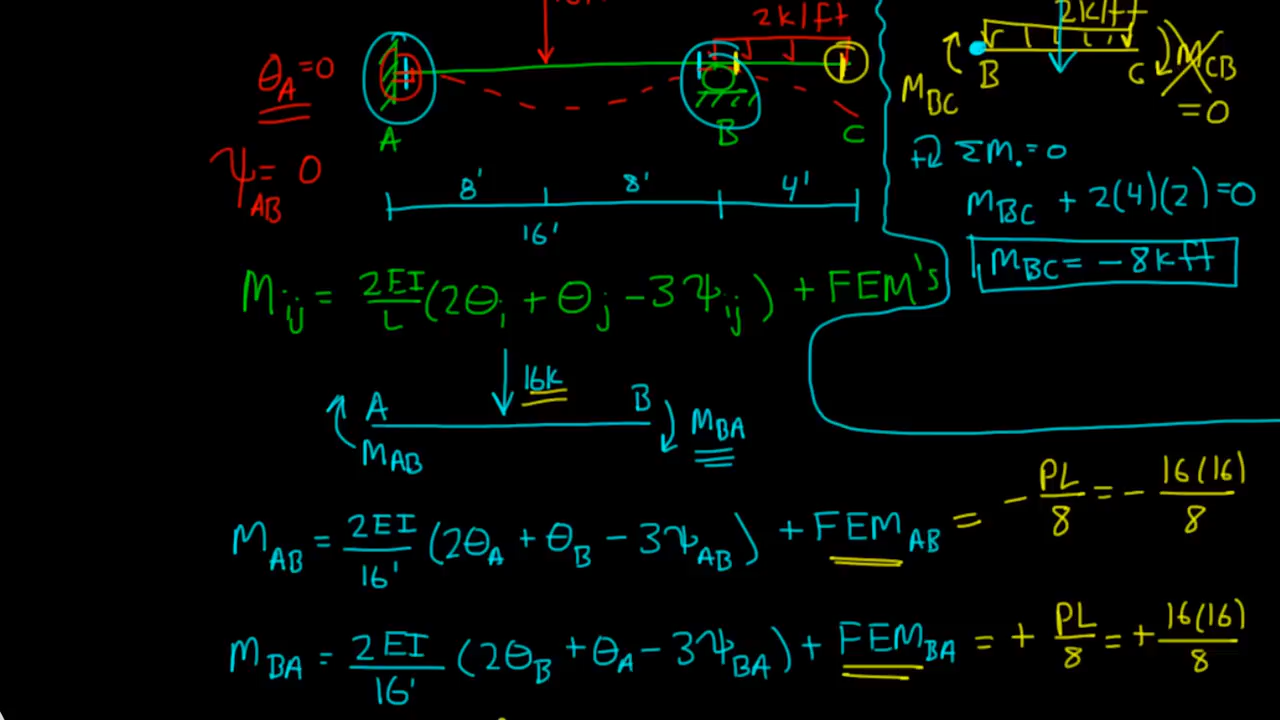 2k/ft
θA=0
A
B
C
ψAB = 0
8'
8'
4'
16'
Mij = 2EI/L (2θi + θj - 3ψij) + FEM's
16k
A
B
MAB
MBA
MAB = 2EI/16' (2θA + θB - 3ψAB) + FEMAB = - PL/8 = - 16(16)/8
MBA = 2EI/16' (2θB + θA - 3ψBA) + FEMBA = + PL/8 = + 16(16)/8
2k/ft
MBC
B
C
MCB
= 0
+ ΣM. = 0
MBC + 2(4)(2) = 0
MBC = - 8kft